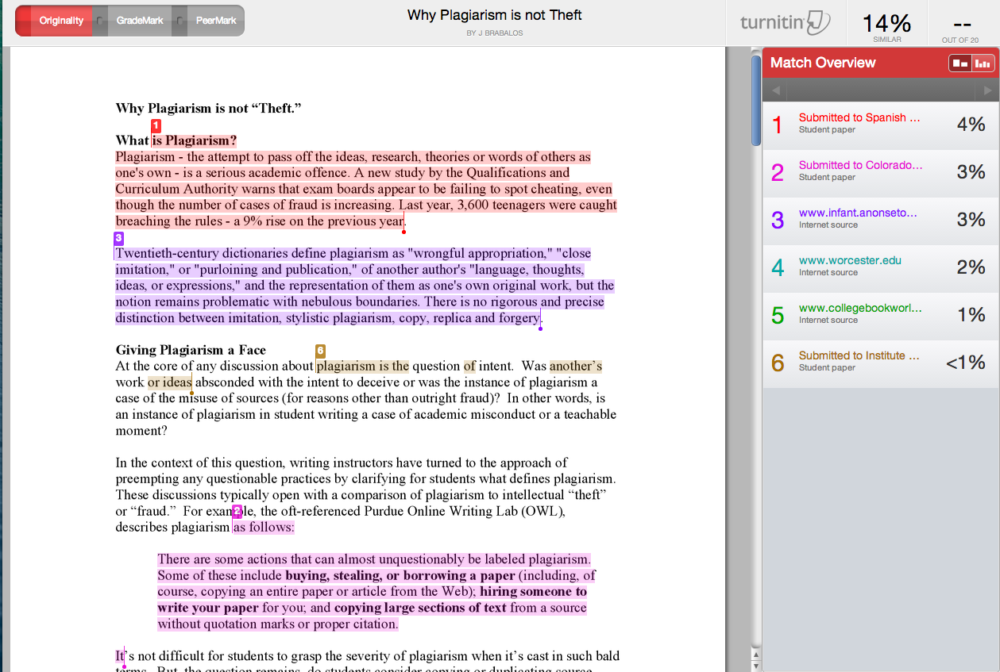 Originality
GradeMark
PeerMark
Why Plagiarism is not Theft
BY J BRABALOS
turnitin
14%
SIMILAR
--
OUT OF 20
Why Plagiarism is not “Theft.”
1
What is Plagiarism?
Plagiarism - the attempt to pass off the ideas, research, theories or words of others as
one's own - is a serious academic offence. A new study by the Qualifications and
Curriculum Authority warns that exam boards appear to be failing to spot cheating, even
though the number of cases of fraud is increasing. Last year, 3,600 teenagers were caught
breaching the rules - a 9% rise on the previous year.
3
Twentieth-century dictionaries define plagiarism as "wrongful appropriation," "close
imitation," or "purloining and publication," of another author's "language, thoughts,
ideas, or expressions," and the representation of them as one's own original work, but the
notion remains problematic with nebulous boundaries. There is no rigorous and precise
distinction between imitation, stylistic plagiarism, copy, replica and forgery.
Giving Plagiarism a Face
6
At the core of any discussion about plagiarism is the question of intent.  Was another’s
work or ideas absconded with the intent to deceive or was the instance of plagiarism a
case of the misuse of sources (for reasons other than outright fraud)?  In other words, is
an instance of plagiarism in student writing a case of academic misconduct or a teachable
moment?
In the context of this question, writing instructors have turned to the approach of
preempting any questionable practices by clarifying for students what defines plagiarism.
These discussions typically open with a comparison of plagiarism to intellectual “theft”
or “fraud.”  For example, the oft-referenced Purdue Online Writing Lab (OWL),
2
describes plagiarism as follows:
There are some actions that can almost unquestionably be labeled plagiarism.
Some of these include buying, stealing, or borrowing a paper (including, of
course, copying an entire paper or article from the Web); hiring someone to
write your paper for you; and copying large sections of text from a source
without quotation marks or proper citation.
It’s not difficult for students to grasp the severity of plagiarism when it’s cast in such bald
terms.  But, the question remains, do students consider copying or duplicating source
Match Overview
1 Submitted to Spanish ... 4%
Student paper
2 Submitted to Colorado... 3%
Student paper
3 www.infant.anonseto... 3%
Internet source
4 www.worcester.edu 2%
Internet source
5 www.collegebookworl... 1%
Internet source
6 Submitted to Institute ... <1%
Student paper